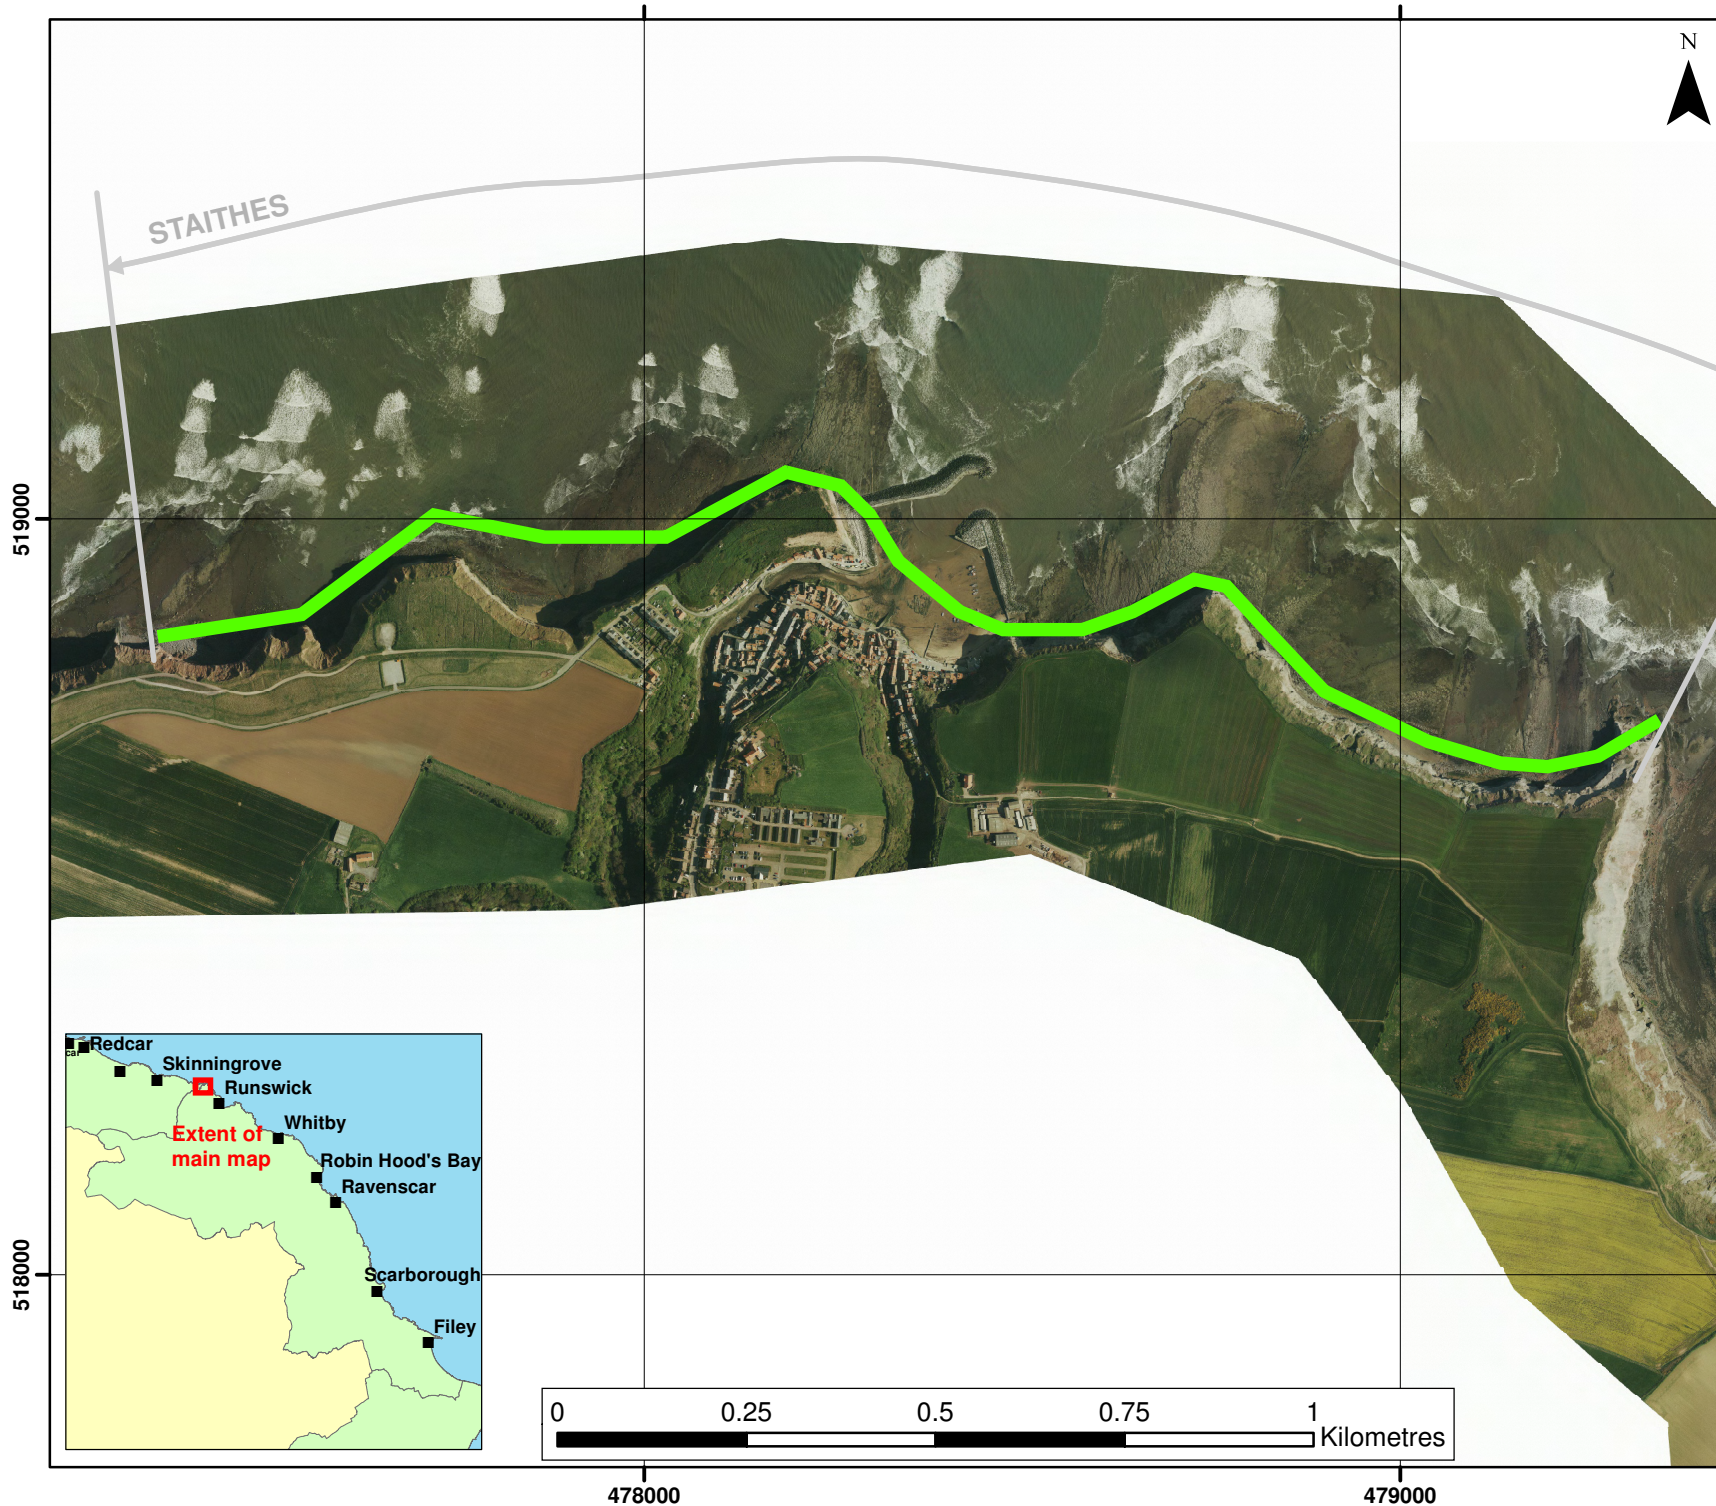 N
STAITHES
519000
518000
Redcar
car
Skinningrove
Runswick
Whitby
Extent of
main map
Robin Hood's Bay
Ravenscar
Scarborough
Filey
0 0.25 0.5 0.75 1
Kilometres
478000 479000